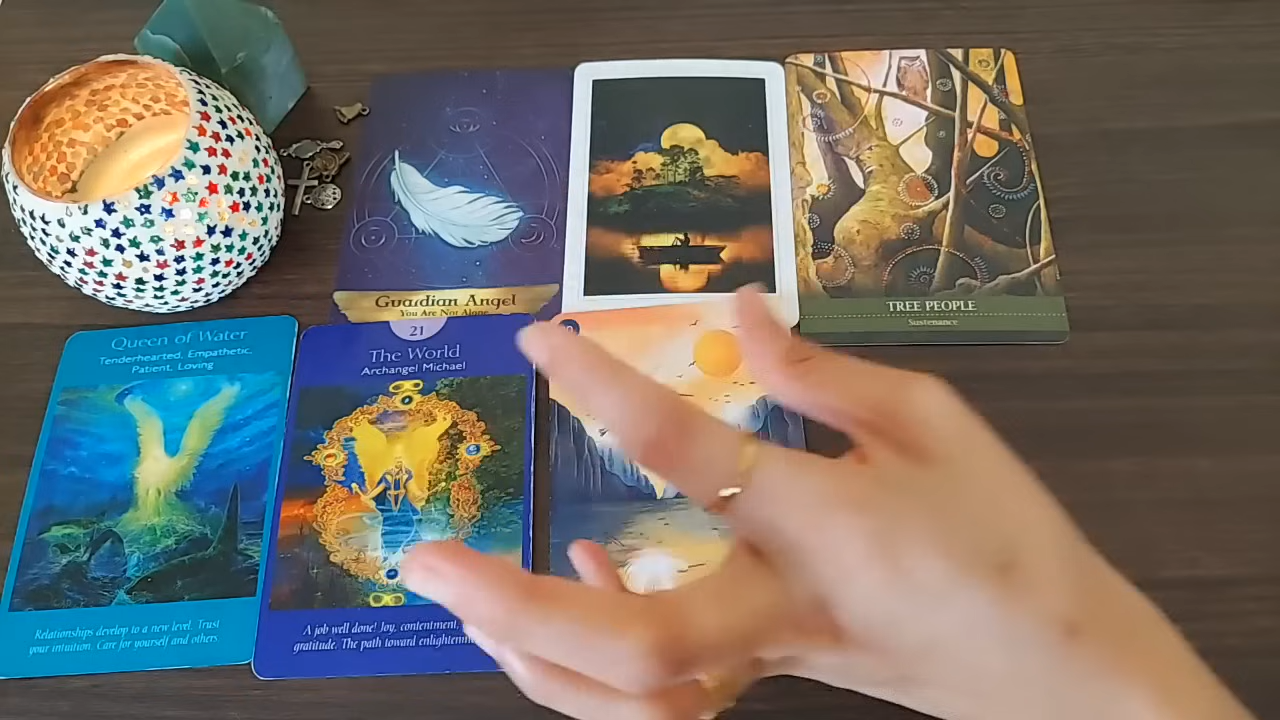 Guardian Angel
You Are Not Alone
TREE PEOPLE
Sustenance
Queen of Water
Tenderhearted, Empathetic,
Patient, Loving
Relationships develop to a new level. Trust
your intuition. Care for yourself and others.
21
The World
Archangel Michael
A job well done! Joy, contentment,
gratitude. The path toward